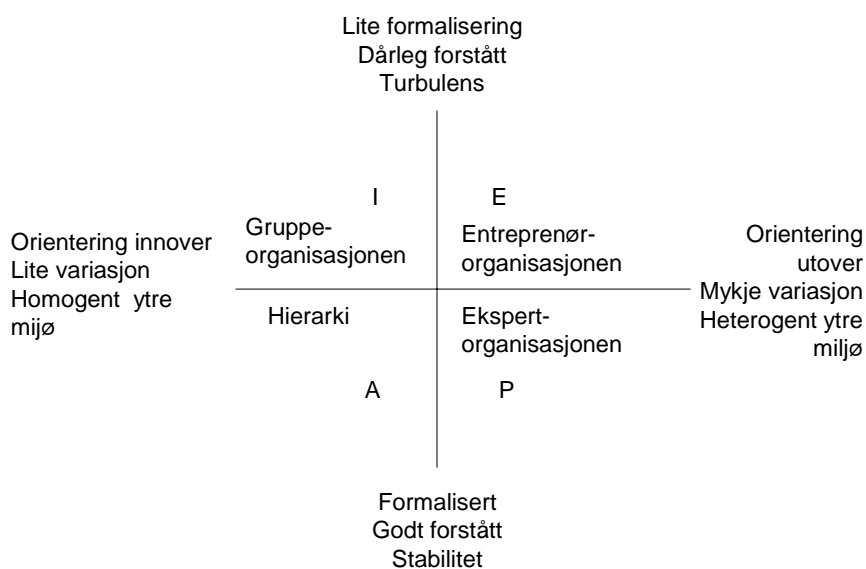 Lite formalisering
Dårleg forstått
Turbulens
I
E
Gruppe-
organisasjonen
Entreprenør-
organisasjonen
Orientering innover
Lite variasjon
Homogent ytre
mijø
Orientering
utover
Mykje variasjon
Heterogent ytre
miljø
Hierarki
Ekspert-
organisasjonen
A
P
Formalisert
Godt forstått
Stabilitet